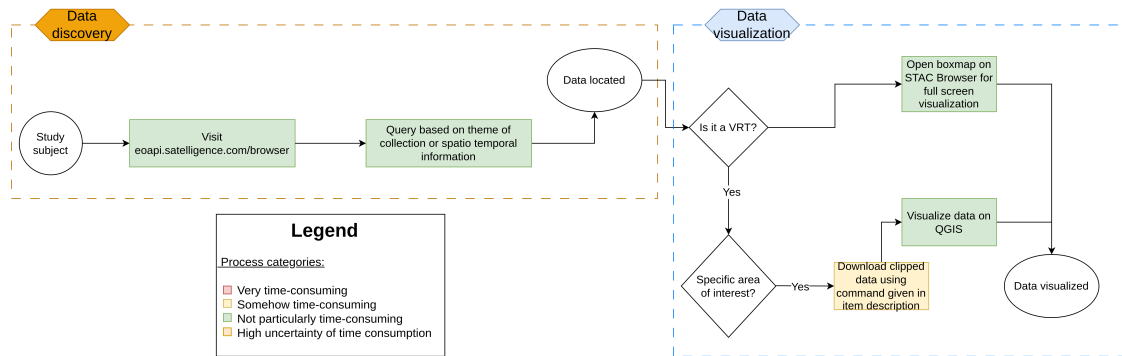 Data
discovery
Study
subject
Visit
eoapi.satelligence.com/browser
Query based on theme of
collection or spatio temporal
information
Data located
Data
visualization
Is it a VRT?
Open boxmap on
STAC Browser for
full screen
visualization
Yes
Specific area
of interest?
Yes
Download clipped
data using
command given in
item description
Visualize data on
QGIS
Data visualized
Legend
Process categories:
Very time-consuming
Somehow time-consuming
Not particularly time-consuming
High uncertainty of time consumption